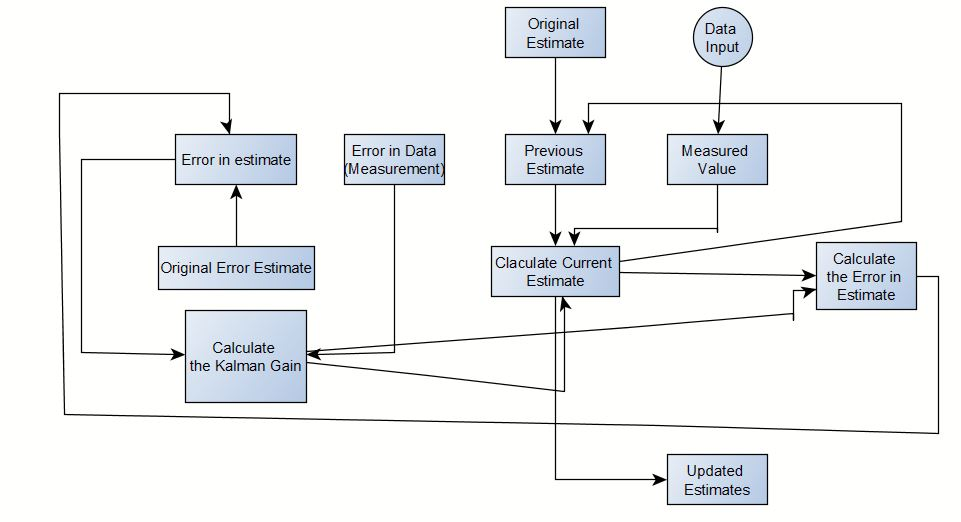 Original
Estimate
Data
Input
Error in estimate
Error in Data
(Measurement)
Previous
Estimate
Measured
Value
Original Error Estimate
Claculate Current
Estimate
Calculate
the Error in
Estimate
Calculate
the Kalman Gain
Updated
Estimates